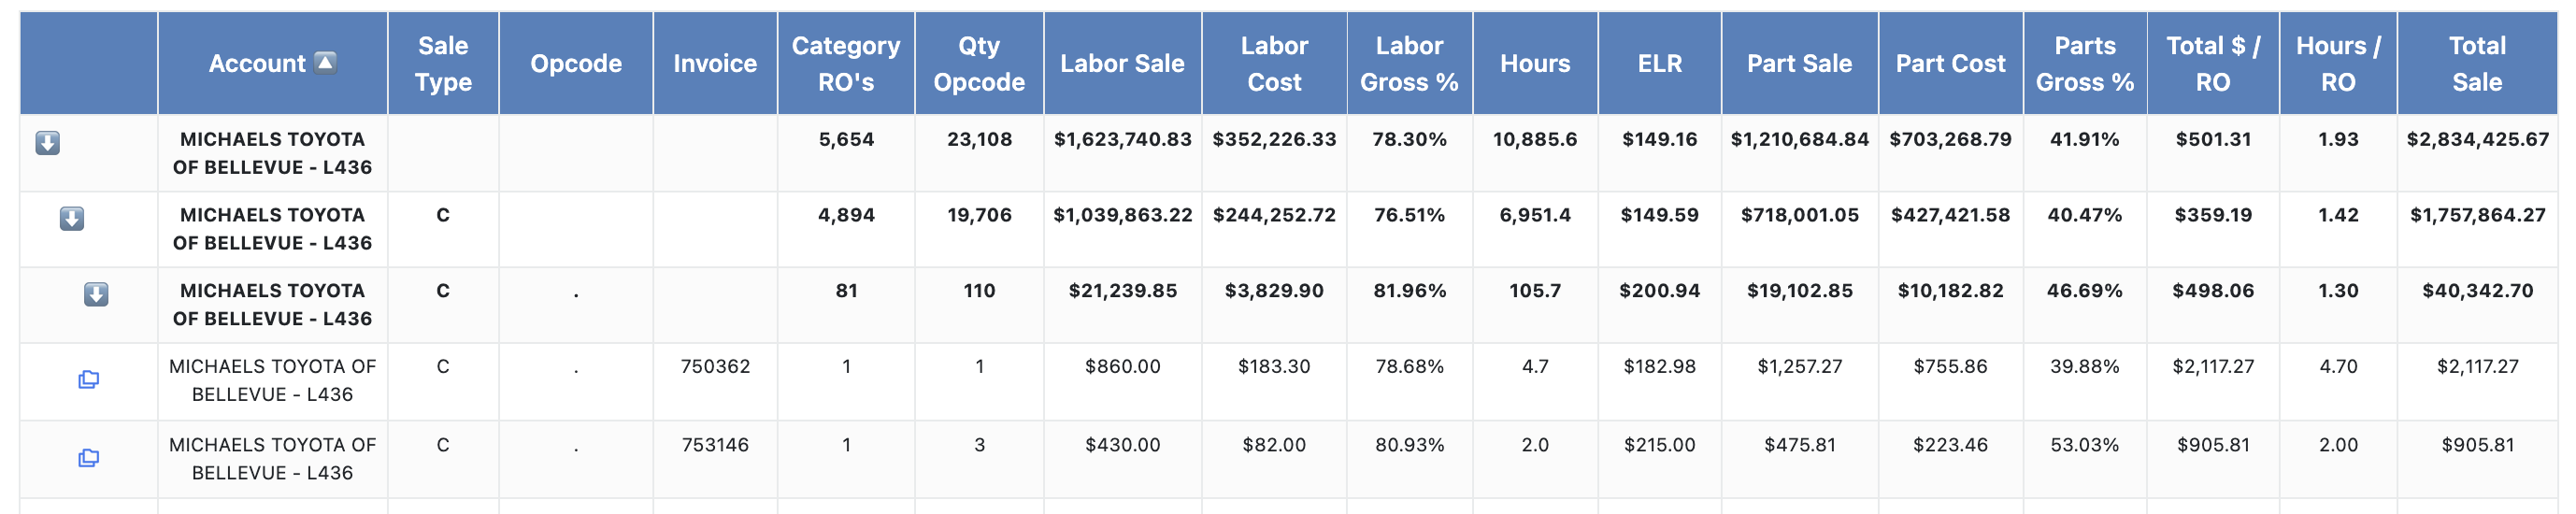 Account Sale Type Opcode Invoice Category RO's Qty Opcode Labor Sale Labor Cost Labor Gross % Hours ELR Part Sale Part Cost Parts Gross % Total $ / RO Hours / RO Total Sale
MICHAELS TOYOTA OF BELLEVUE - L436 5,654 23,108 $1,623,740.83 $352,226.33 78.30% 10,885.6 $149.16 $1,210,684.84 $703,268.79 41.91% $501.31 1.93 $2,834,425.67
MICHAELS TOYOTA OF BELLEVUE - L436 C 4,894 19,706 $1,039,863.22 $244,252.72 76.51% 6,951.4 $149.59 $718,001.05 $427,421.58 40.47% $359.19 1.42 $1,757,864.27
MICHAELS TOYOTA OF BELLEVUE - L436 C . 81 110 $21,239.85 $3,829.90 81.96% 105.7 $200.94 $19,102.85 $10,182.82 46.69% $498.06 1.30 $40,342.70
MICHAELS TOYOTA OF BELLEVUE - L436 C . 750362 1 1 $860.00 $183.30 78.68% 4.7 $182.98 $1,257.27 $755.86 39.88% $2,117.27 4.70 $2,117.27
MICHAELS TOYOTA OF BELLEVUE - L436 C . 753146 1 3 $430.00 $82.00 80.93% 2.0 $215.00 $475.81 $223.46 53.03% $905.81 2.00 $905.81